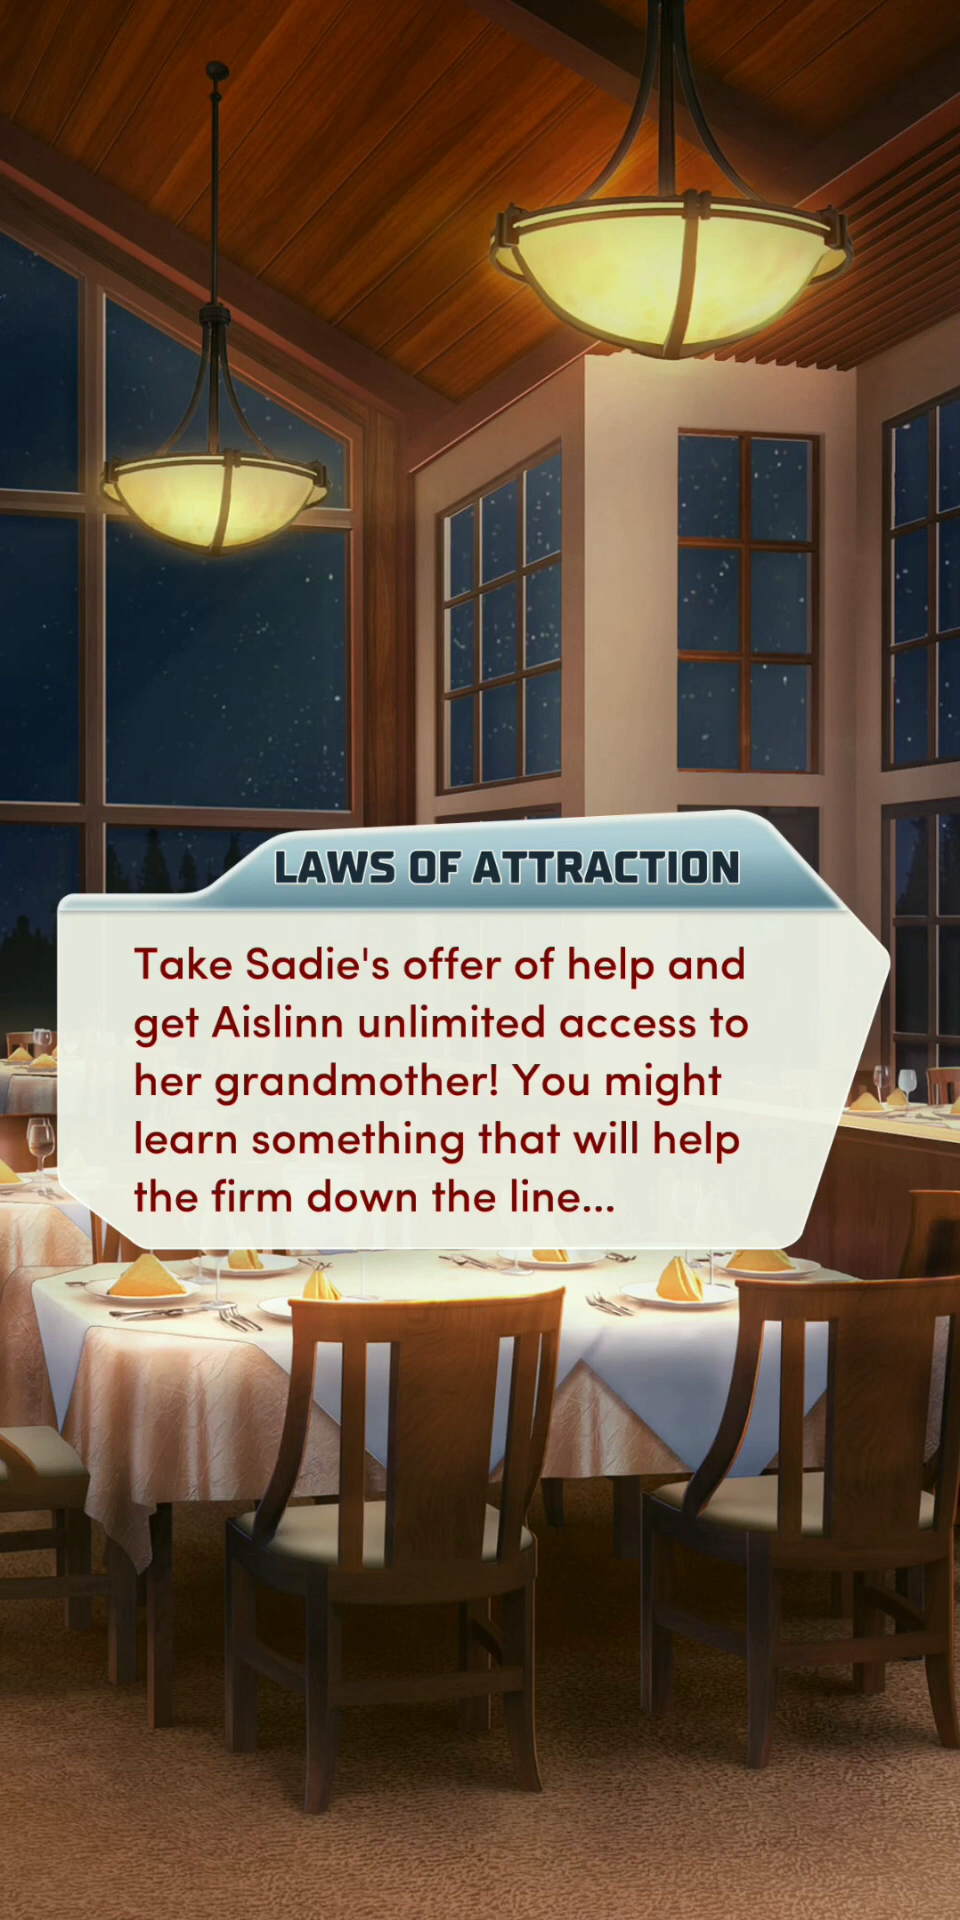 LAWS OF ATTRACTION
Take Sadie's offer of help and
get Aislinn unlimited access to
her grandmother! You might
learn something that will help
the firm down the line...